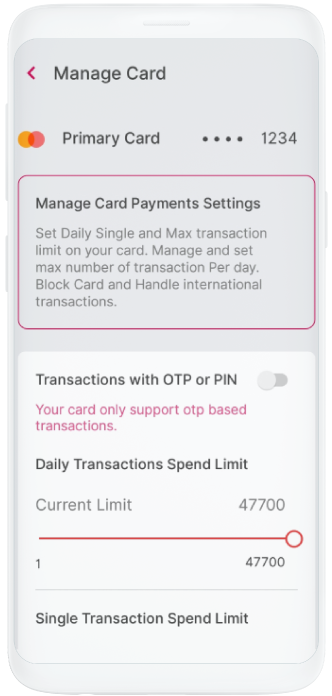 Manage Card
Primary Card •••• 1234
Manage Card Payments Settings
Set Daily Single and Max transaction
limit on your card. Manage and set
max number of transaction Per day.
Block Card and Handle international
transactions.
Transactions with OTP or PIN
Your card only support otp based
transactions.
Daily Transactions Spend Limit
Current Limit 47700
1 47700
Single Transaction Spend Limit